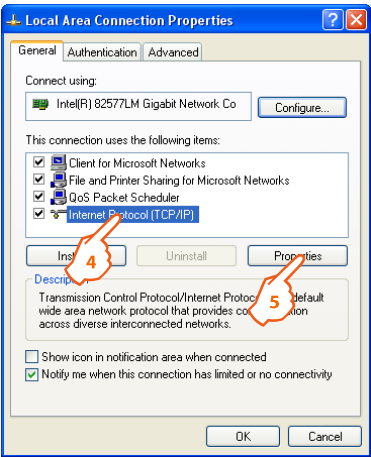 Local Area Connection Properties
General Authentication Advanced
Connect using:
Intel(R) 82577LM Gigabit Network Co
Configure...
This connection uses the following items:
Client for Microsoft Networks
File and Printer Sharing for Microsoft Networks
QoS Packet Scheduler
Internet Protocol (TCP/IP)
Uninstall Properties
4
5
Transmission Control Protocol/Internet default
wide area network protocol that provides
across diverse interconnected networks.
Show icon in notification area when connected
Notify me when this connection has limited or no connectivity
OK Cancel